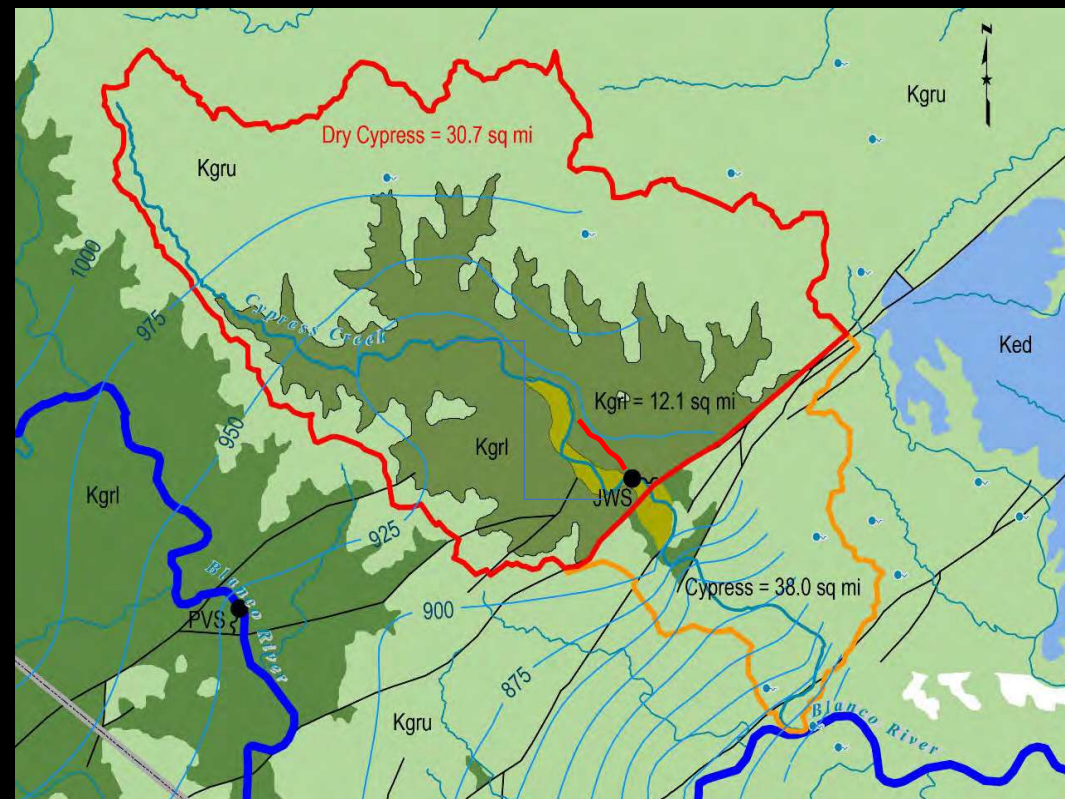 N
Kgru
Dry Cypress = 30.7 sq mi
Kgru
1000
975
Cypress Creek
Ked
950
Kgrl = 12.1 sq mi
Kgrl
Kgrl
JWS
925
Blanco River
PVS
900
Cypress = 38.0 sq mi
875
Kgru
Blanco River